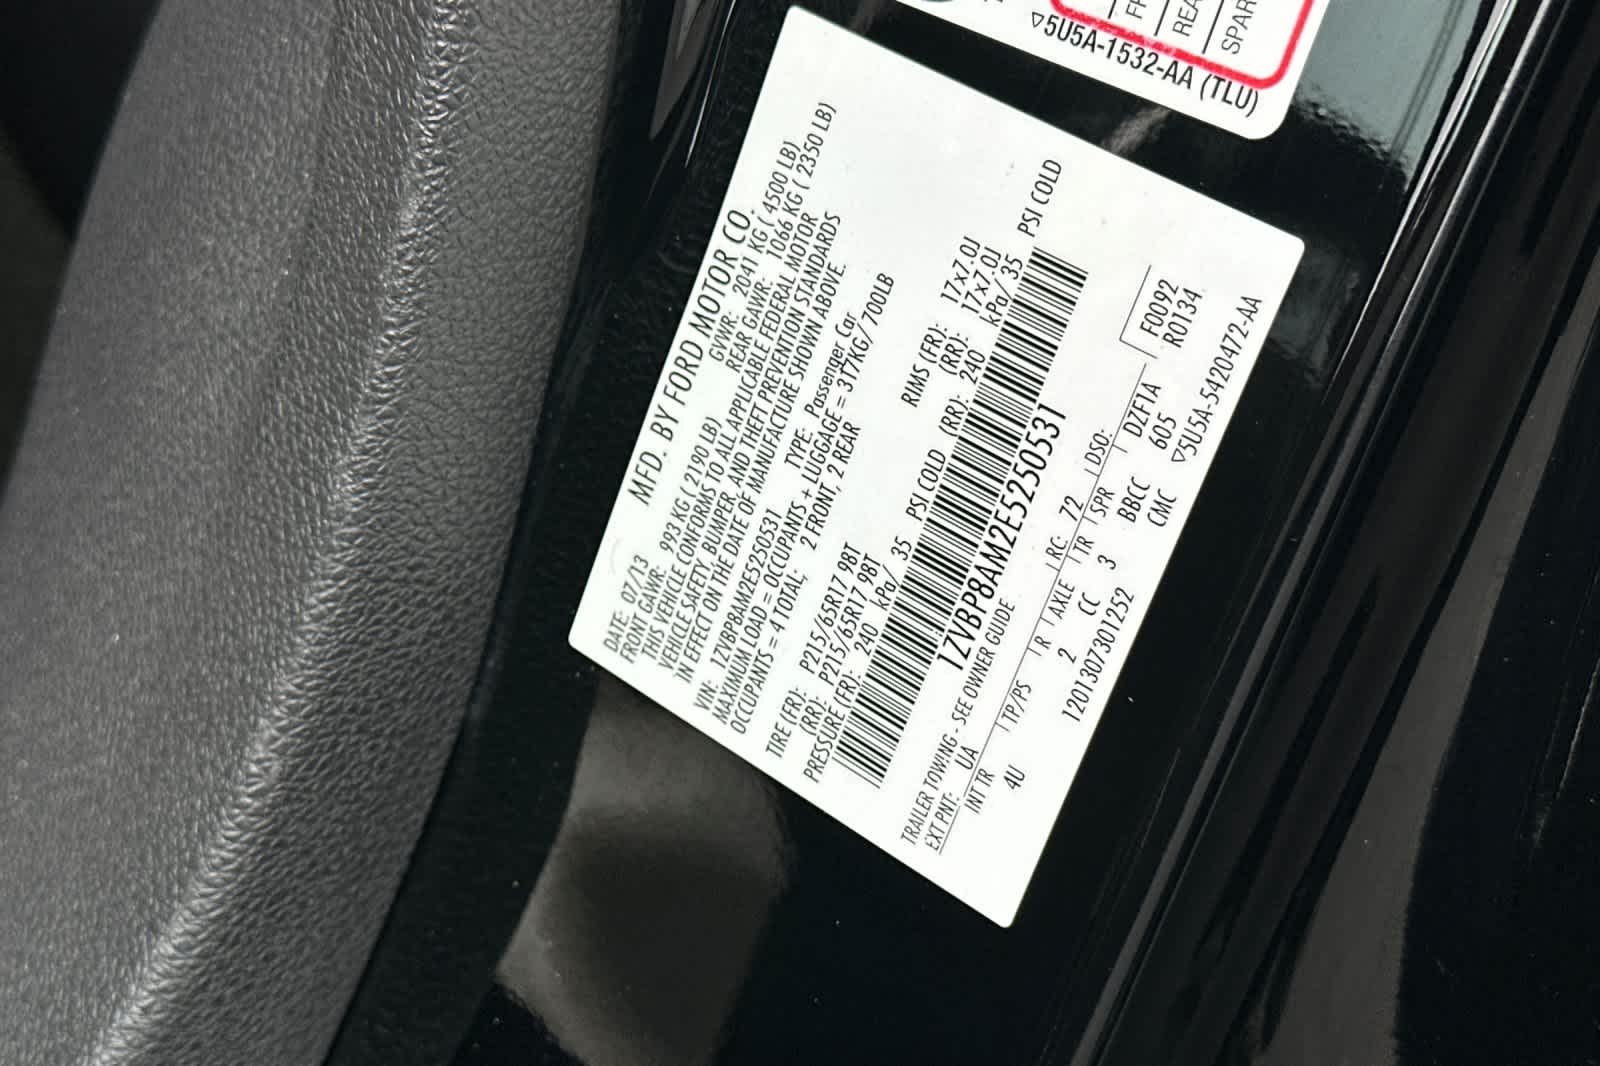 FR
REA
SPAR
▽5U5A-1532-AA (TLU)
MFD. BY FORD MOTOR CO.
DATE: 07/13 GVWR: 2041 KG ( 4500 LB)
FRONT GAWR: 993 KG ( 2190 LB) REAR GAWR: 1066 KG ( 2350 LB)
THIS VEHICLE CONFORMS TO ALL APPLICABLE FEDERAL MOTOR
VEHICLE SAFETY, BUMPER, AND THEFT PREVENTION STANDARDS
IN EFFECT ON THE DATE OF MANUFACTURE SHOWN ABOVE.
VIN: 1ZVBP8AM2E5250531 TYPE: Passenger Car
MAXIMUM LOAD = OCCUPANTS + LUGGAGE = 317KG/ 700LB
OCCUPANTS = 4 TOTAL; 2 FRONT, 2 REAR
TIRE (FR): P215/65R17 98T RIMS (FR): 17x7.0J
(RR): P215/65R17 98T (RR): 17x7.0J
PRESSURE (FR): 240 kPa/ 35 PSI COLD (RR): 240 kPa/ 35 PSI COLD
1ZVBP8AM2E5250531
TRAILER TOWING - SEE OWNER GUIDE
EXT PNT: UA RC: 72 DSO: F0092
INT TR TP/PS R AXLE TR SPR DZF1A R0134
4U 2 CC 3 BBCC 605
1201307301252 CMC ▽5U5A-5420472-AA